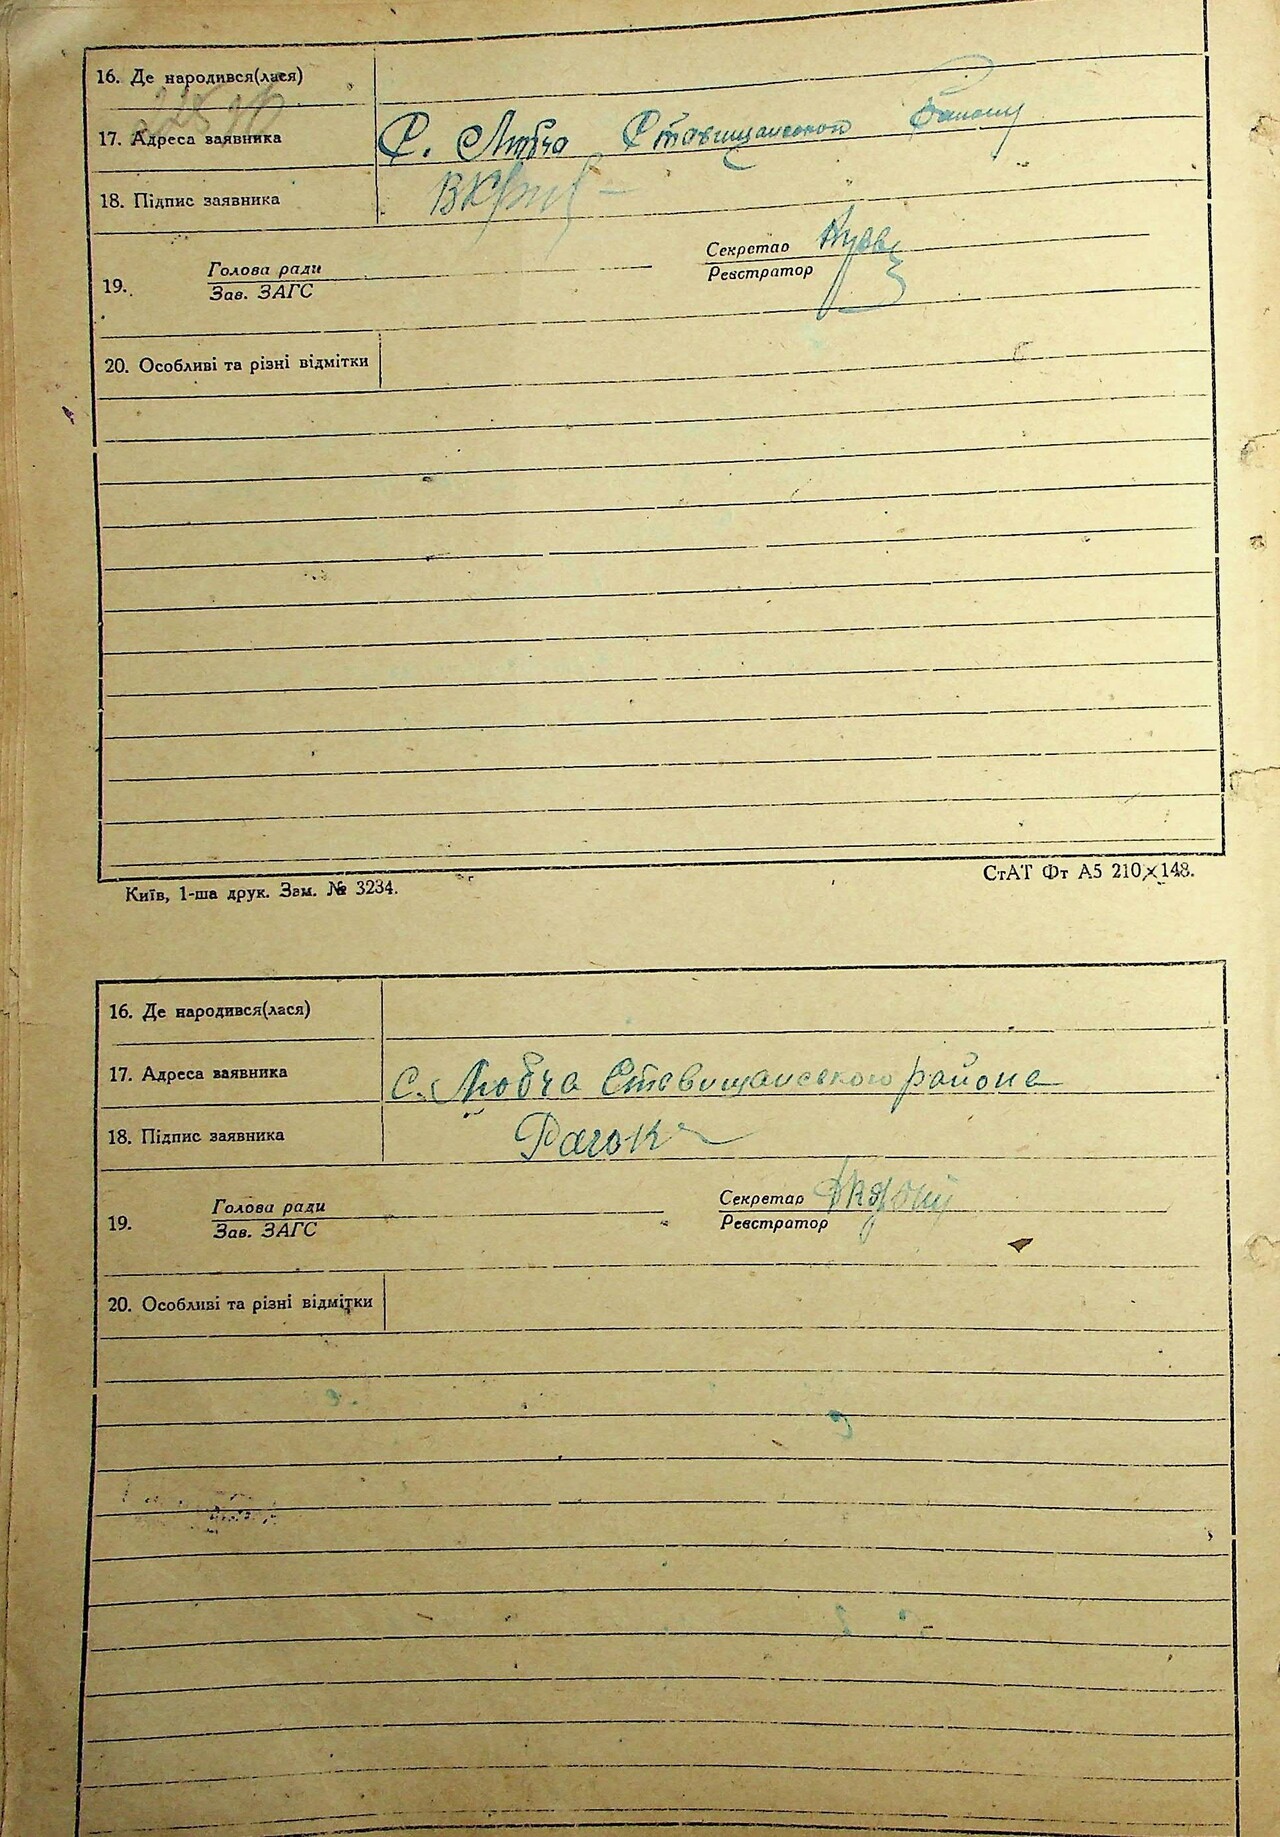 16. Де народився(лася)
17. Адреса заявника С. Любча Ставищанського Району
18. Підпис заявника
Секретар
Голова ради
Реєстратор
19.
Зав. ЗАГС
20. Особливі та різні відмітки
Київ, 1-ша друк. Зам. № 3234.
СтАТ Фт А5 210×148.
16. Де народився(лася)
17. Адреса заявника с. Любча Ставищанського района
18. Підпис заявника
Секретар
Голова ради
Реєстратор
19.
Зав. ЗАГС
20. Особливі та різні відмітки